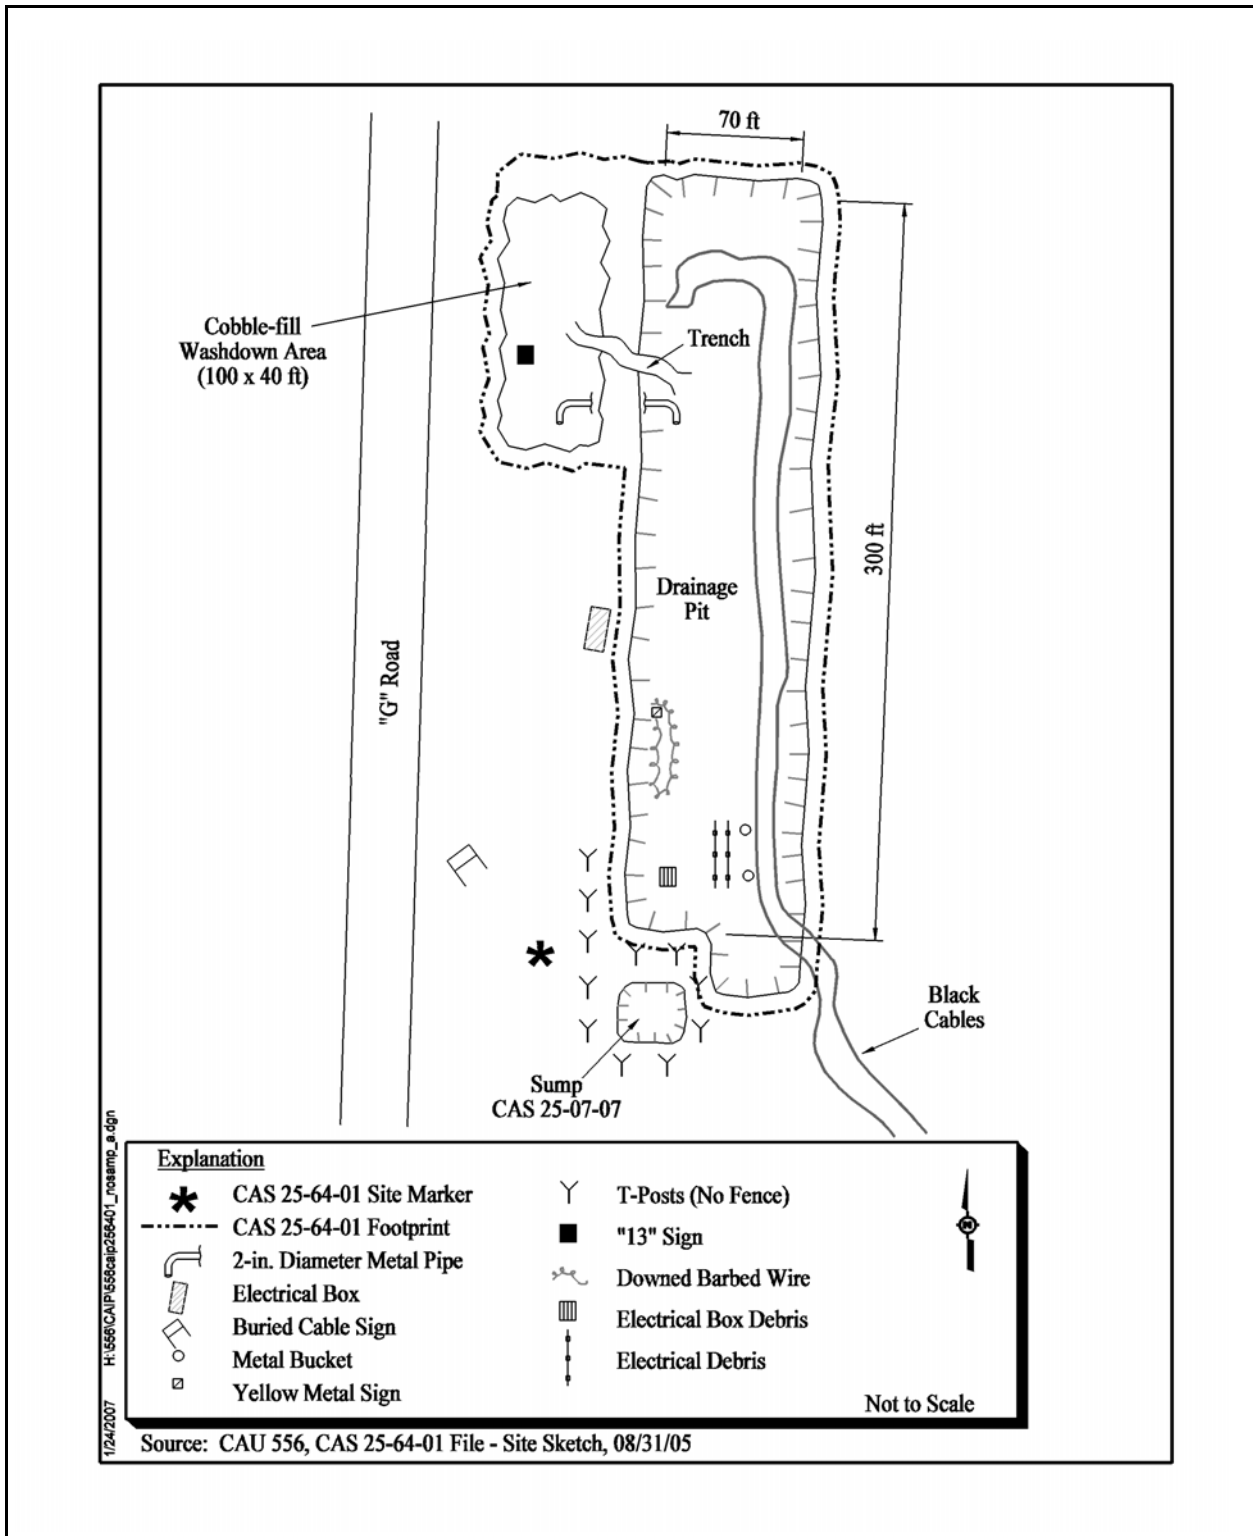 70 ft
Cobble-fill
Washdown Area
(100 x 40 ft)
Trench
300 ft
Drainage
Pit
"G" Road
Black
Cables
Sump
CAS 25-07-07
Explanation
CAS 25-64-01 Site Marker
CAS 25-64-01 Footprint
2-in. Diameter Metal Pipe
Electrical Box
Buried Cable Sign
Metal Bucket
Yellow Metal Sign
T-Posts (No Fence)
"13" Sign
Downed Barbed Wire
Electrical Box Debris
Electrical Debris
N
Not to Scale
Source: CAU 556, CAS 25-64-01 File - Site Sketch, 08/31/05
1/24/2007 H:\556\CAIP\556caip256401_nosamp_a.dgn